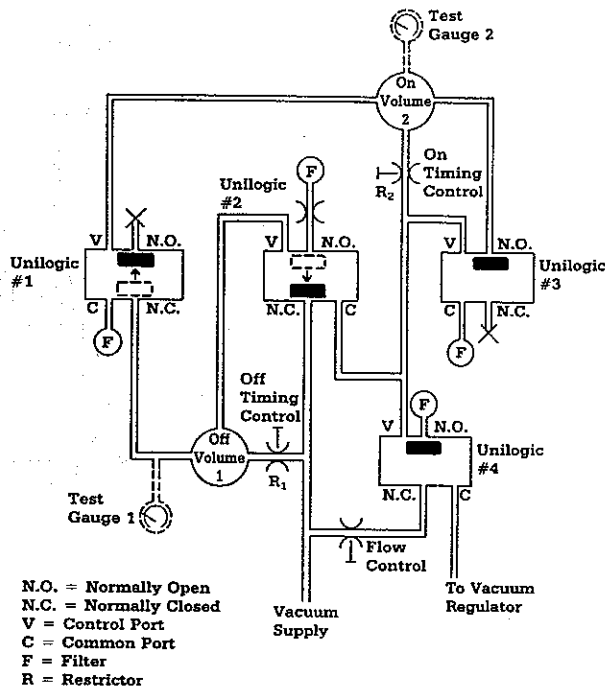 Test
Gauge 2
On
Volume
2
F
On
Timing
Control
R₂
Unilogic
#2
V
N.O.
Unilogic
#1
C
N.C.
F
V
N.O.
N.C.
C
V
N.O.
Unilogic
#3
C
N.C.
F
Off
Timing
Control
Off
Volume
1
R₁
V
F
N.O.
Unilogic
#4
N.C.
C
Test
Gauge 1
Flow
Control
To Vacuum
Regulator
Vacuum
Supply
N.O. = Normally Open
N.C. = Normally Closed
V = Control Port
C = Common Port
F = Filter
R = Restrictor